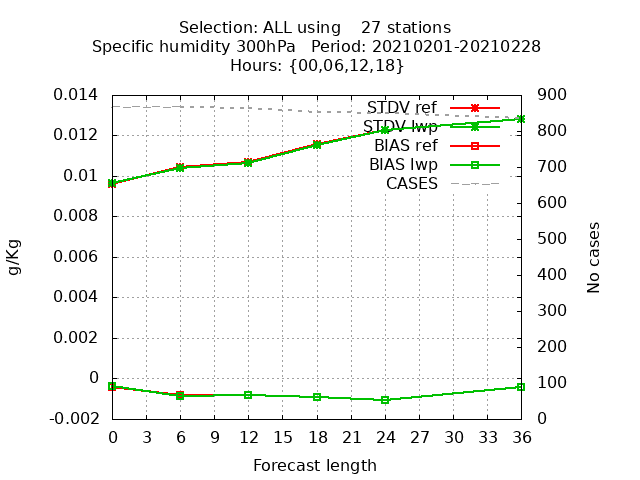 Selection: ALL using    27 stations
Specific humidity 300hPa   Period: 20210201-20210228
Hours: {00,06,12,18}
0.014
0.012
0.01
0.008
0.006
0.004
0.002
0
-0.002
g/Kg
STDV ref
STDV lwp
BIAS ref
BIAS lwp
CASES
900
800
700
600
500
400
300
200
100
0
No cases
0 3 6 9 12 15 18 21 24 27 30 33 36
Forecast length